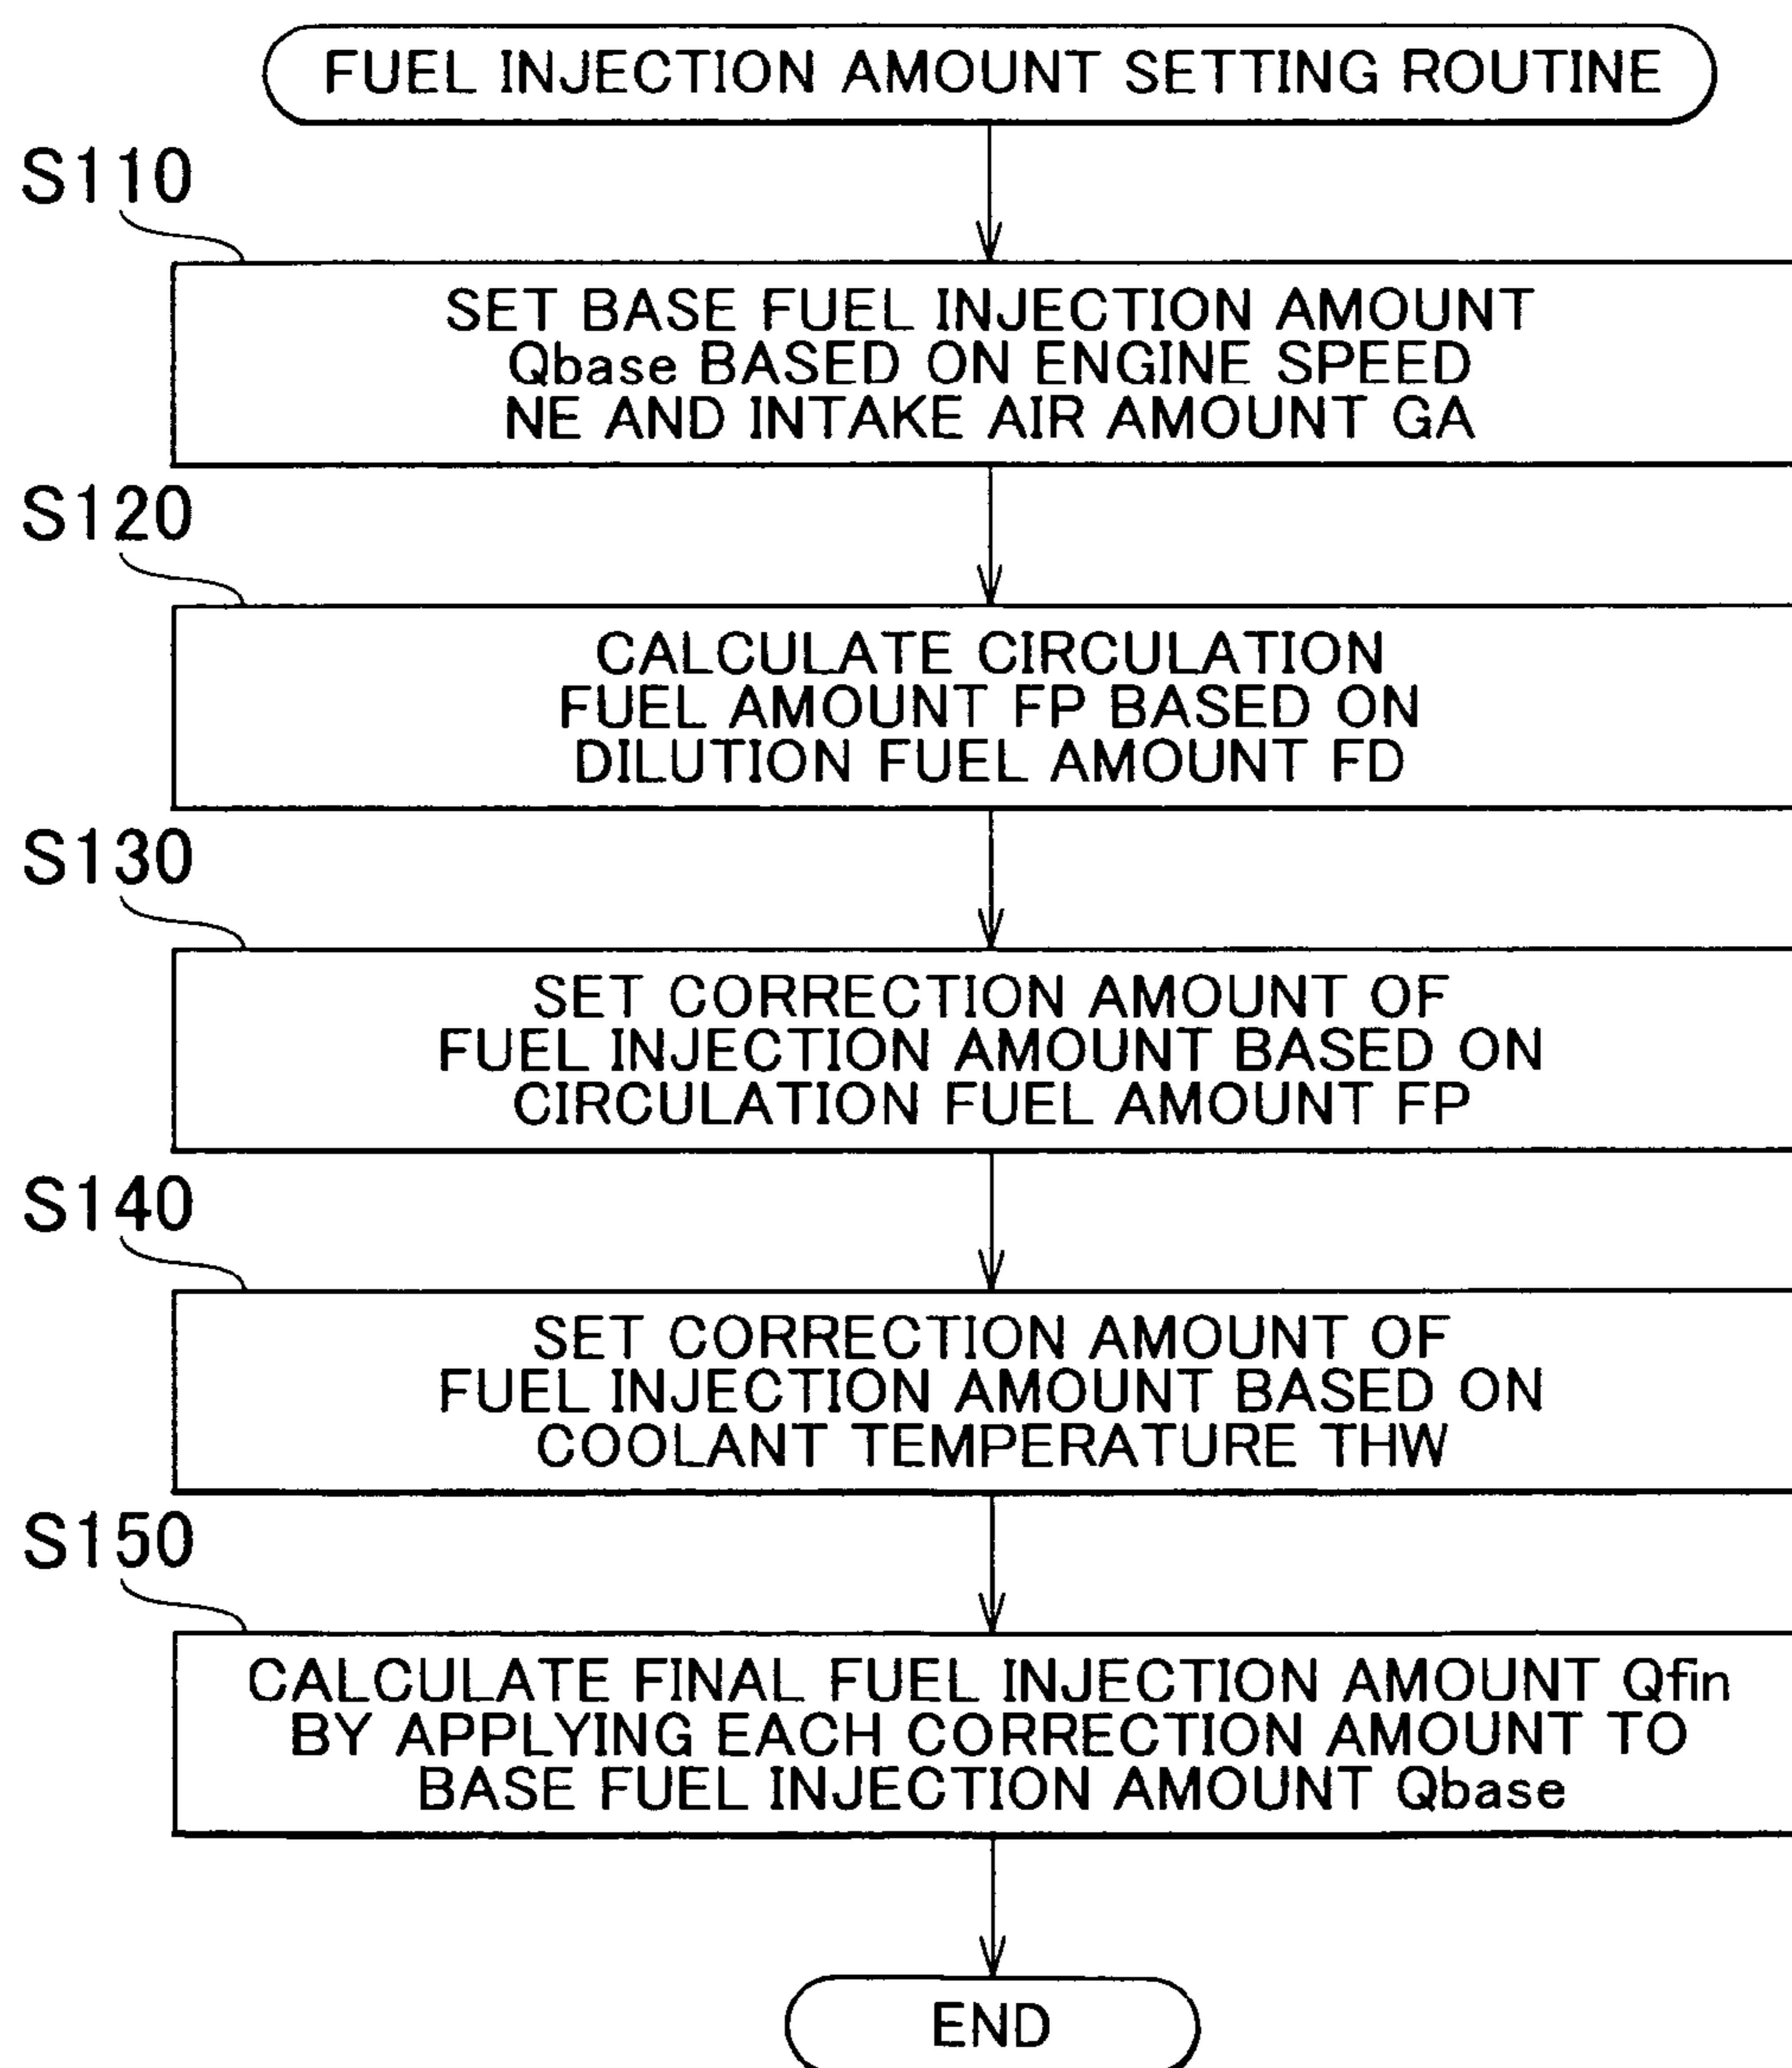 FUEL INJECTION AMOUNT SETTING ROUTINE
S110
SET BASE FUEL INJECTION AMOUNT
Qbase BASED ON ENGINE SPEED
NE AND INTAKE AIR AMOUNT GA
S120
CALCULATE CIRCULATION
FUEL AMOUNT FP BASED ON
DILUTION FUEL AMOUNT FD
S130
SET CORRECTION AMOUNT OF
FUEL INJECTION AMOUNT BASED ON
CIRCULATION FUEL AMOUNT FP
S140
SET CORRECTION AMOUNT OF
FUEL INJECTION AMOUNT BASED ON
COOLANT TEMPERATURE THW
S150
CALCULATE FINAL FUEL INJECTION AMOUNT Qfin
BY APPLYING EACH CORRECTION AMOUNT TO
BASE FUEL INJECTION AMOUNT Qbase
END